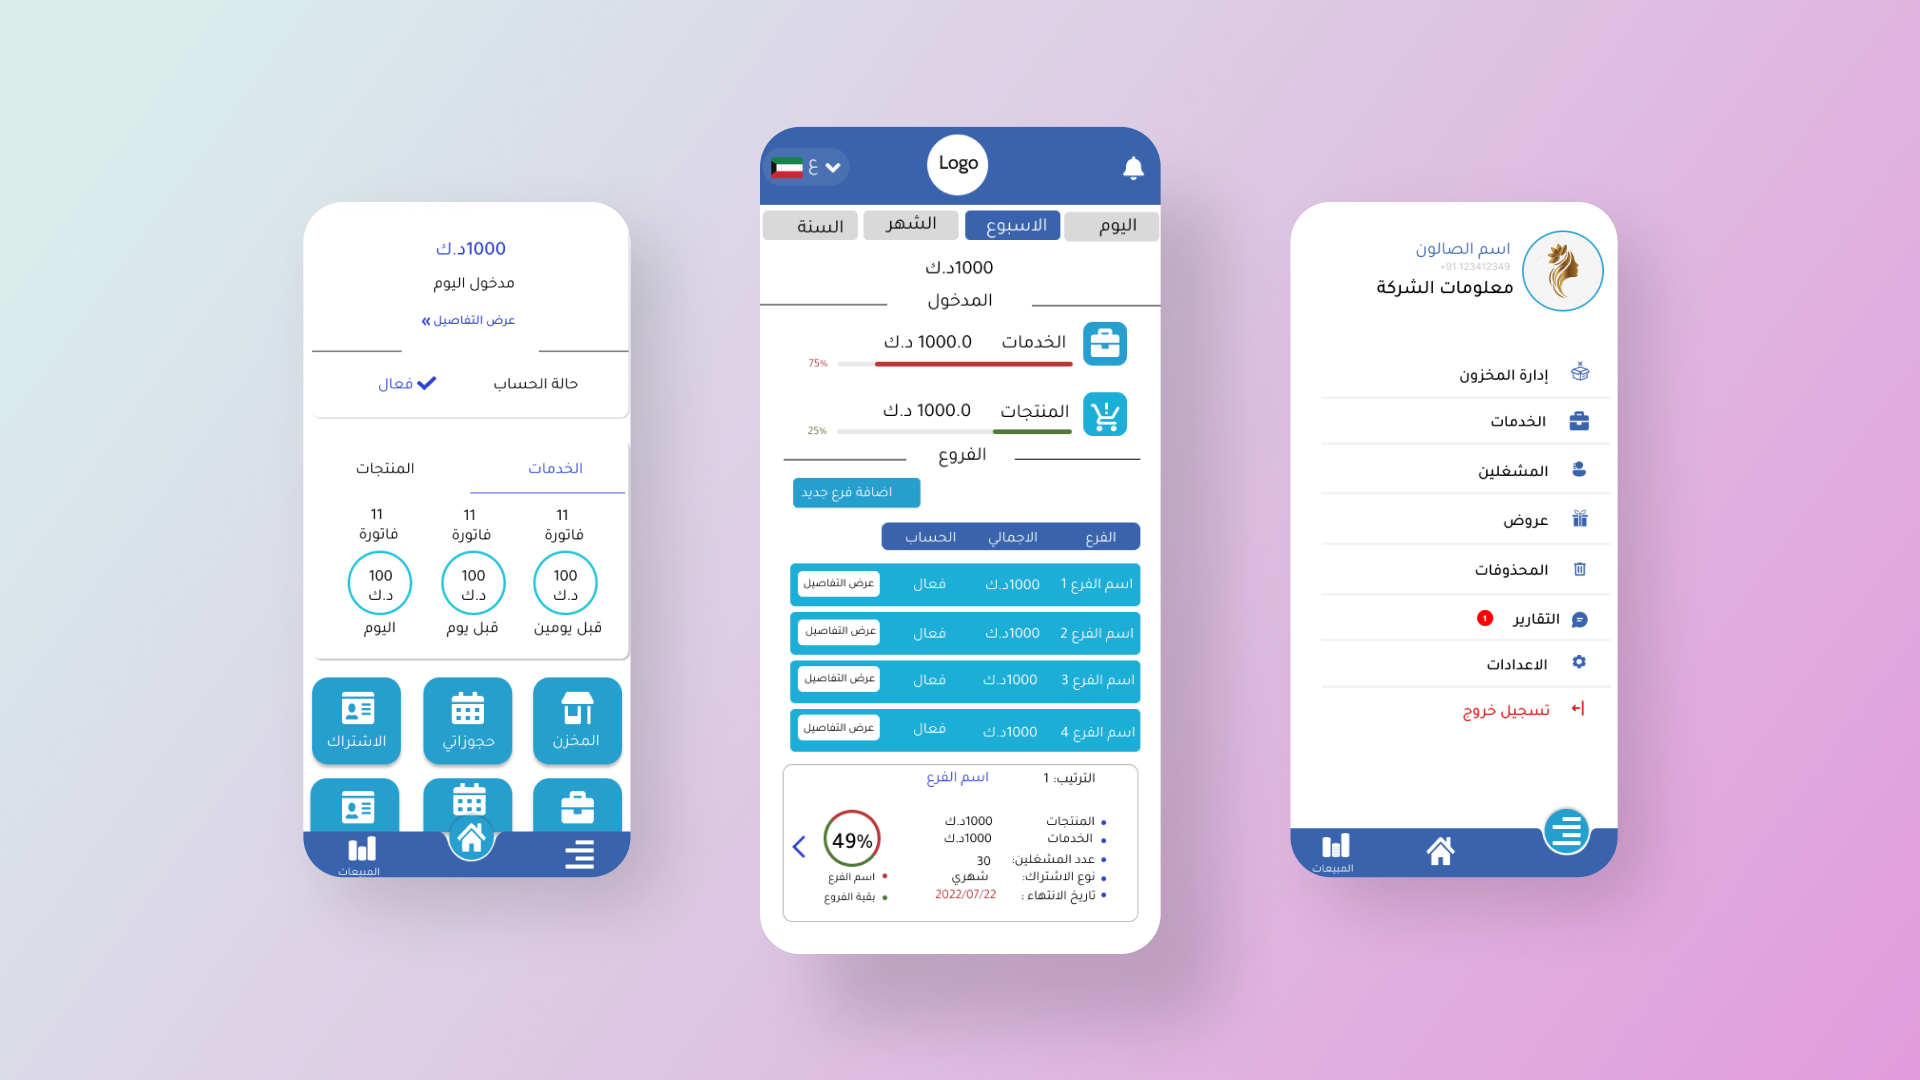 1000د.ك
مدخول اليوم
عرض التفاصيل »
حالة الحساب
فعال
الخدمات
المنتجات
11
فاتورة
100
د.ك
قبل يومين
11
فاتورة
100
د.ك
قبل يوم
11
فاتورة
100
د.ك
اليوم
المخزن
حجوزاتي
الاشتراك
المبيعات
ع
Logo
اليوم
الاسبوع
الشهر
السنة
1000د.ك
المدخول
الخدمات 1000.0 د.ك
75%
المنتجات 1000.0 د.ك
25%
الفروع
اضافة فرع جديد
الفرع الاجمالي الحساب
اسم الفرع 1 1000د.ك فعال عرض التفاصيل
اسم الفرع 2 1000د.ك فعال عرض التفاصيل
اسم الفرع 3 1000د.ك فعال عرض التفاصيل
اسم الفرع 4 1000د.ك فعال عرض التفاصيل
الترتيب: 1 اسم الفرع
المنتجات 1000د.ك
الخدمات 1000د.ك
عدد المشغلين: 30
نوع الاشتراك: شهري
تاريخ الانتهاء : 2022/07/22
49%
اسم الفرع
بقية الفروع
اسم الصالون
+91 123412349
معلومات الشركة
إدارة المخزون
الخدمات
المشغلين
عروض
المحذوفات
التقارير 1
الاعدادات
تسجيل خروج
المبيعات